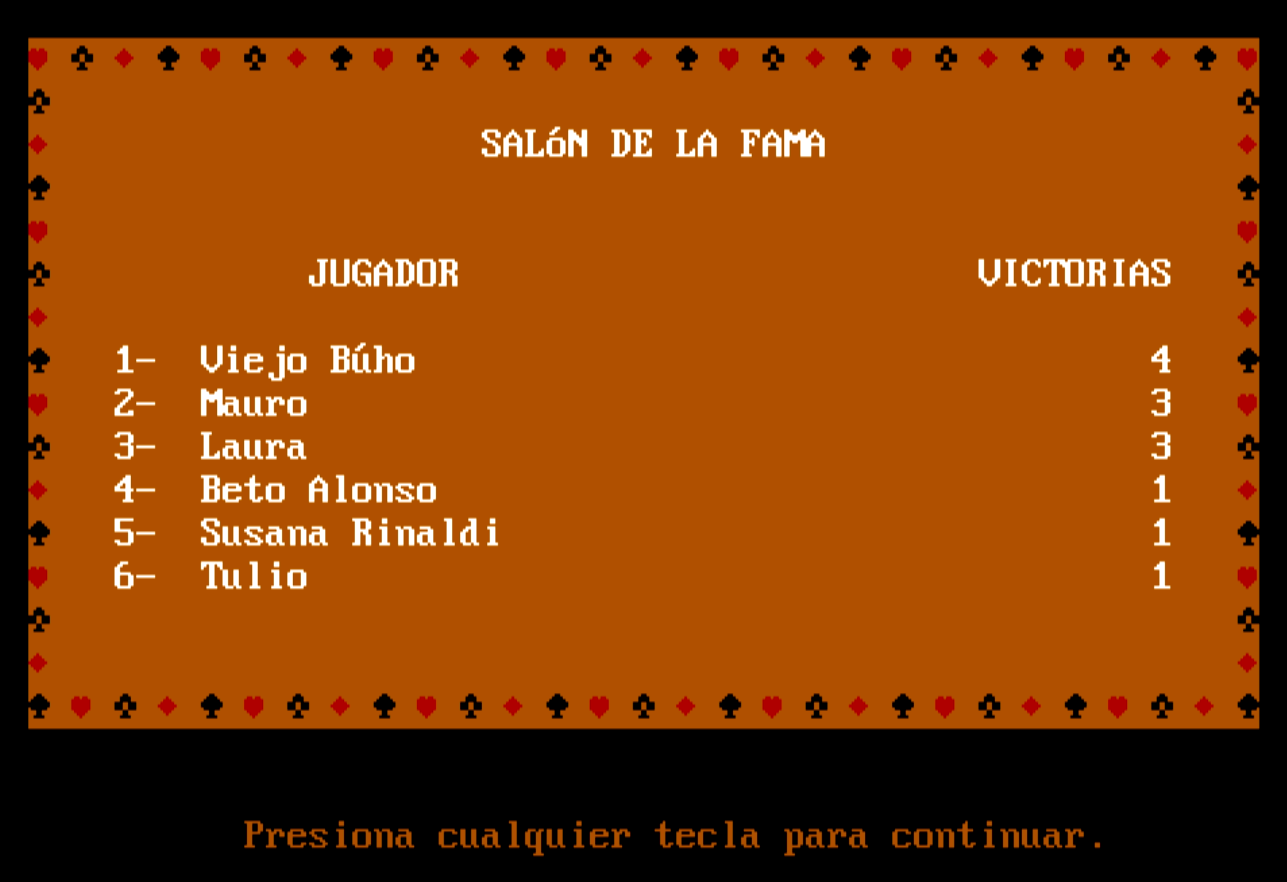 SALóN DE LA FAMA
JUGADOR VICTORIAS
1- Viejo Búho 4
2- Mauro 3
3- Laura 3
4- Beto Alonso 1
5- Susana Rinaldi 1
6- Tulio 1
Presiona cualquier tecla para continuar.